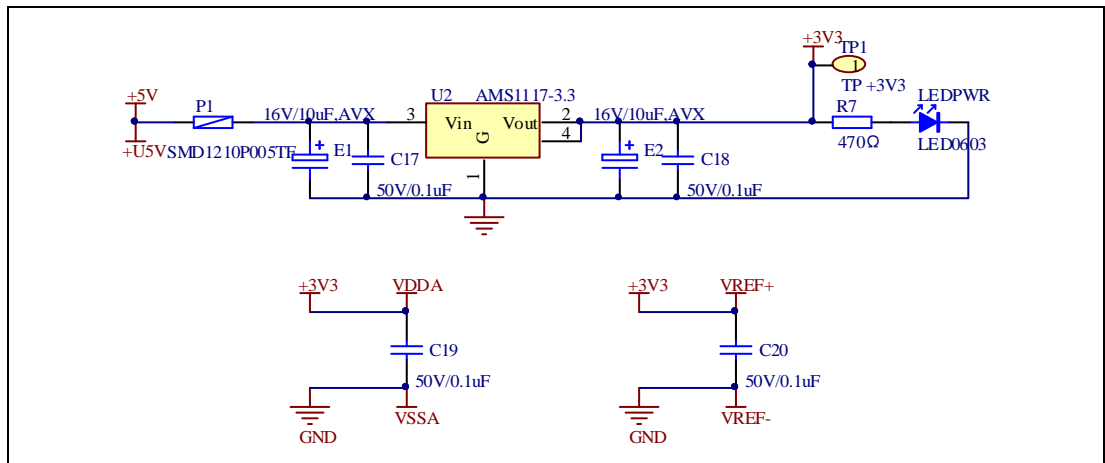 +3V3
TP1
1
TP +3V3
+5V
P1
16V/10uF,AVX
U2
AMS1117-3.3
16V/10uF,AVX
R7
LEDPWR
3
Vin
G
Vout
2
4
+U5V
SMD1210P005TF
E1
C17
E2
C18
470Ω
LED0603
1
50V/0.1uF
50V/0.1uF
+3V3
VDDA
+3V3
VREF+
C19
C20
50V/0.1uF
50V/0.1uF
GND
VSSA
GND
VREF-